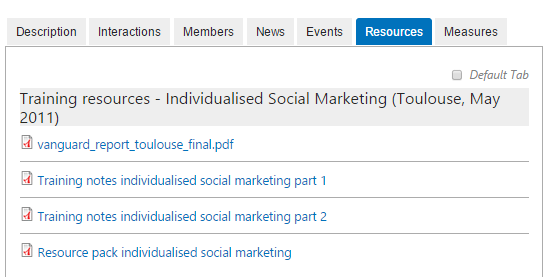 Description Interactions Members News Events Resources Measures
Default Tab
Training resources - Individualised Social Marketing (Toulouse, May
2011)
vanguard_report_toulouse_final.pdf
Training notes individualised social marketing part 1
Training notes individualised social marketing part 2
Resource pack individualised social marketing